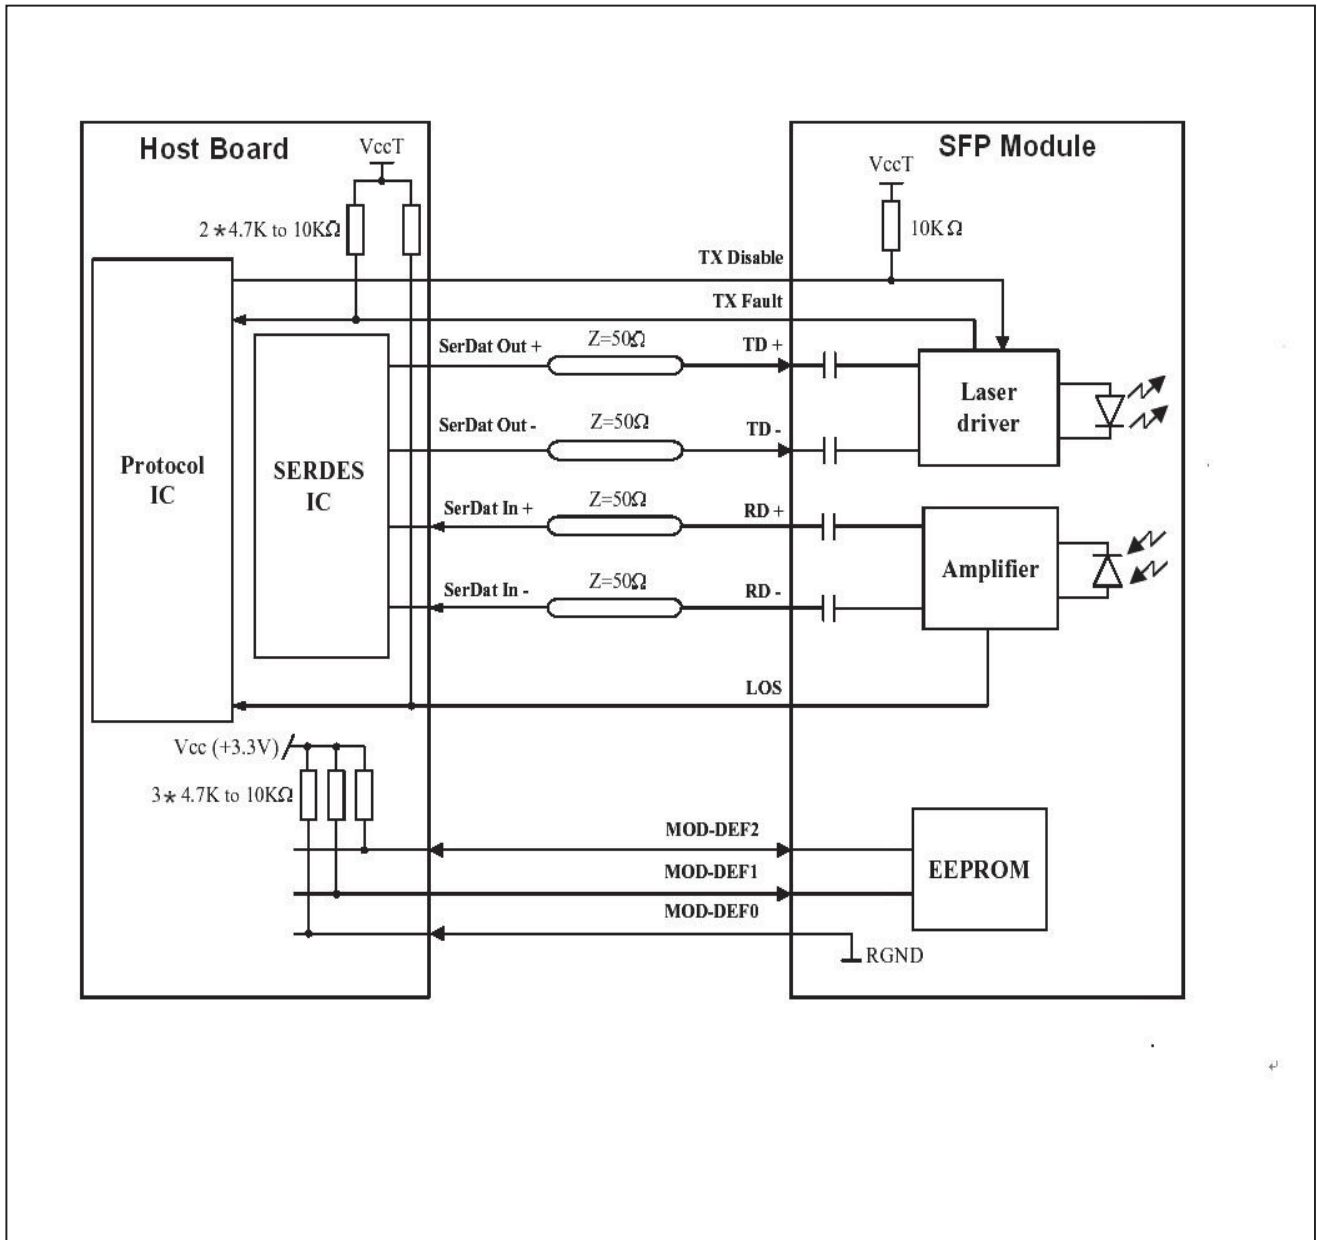 Host Board
SFP Module
VccT
VccT
2*4.7K to 10KΩ
10KΩ
TX Disable
TX Fault
SerDat Out +
Z=50Ω
TD +
Laser
driver
SerDat Out -
Z=50Ω
TD -
Protocol
IC
SERDES
IC
SerDat In +
Z=50Ω
RD +
Amplifier
SerDat In -
Z=50Ω
RD -
LOS
Vcc (+3.3V)
3*4.7K to 10KΩ
MOD-DEF2
MOD-DEF1
MOD-DEF0
EEPROM
RGND